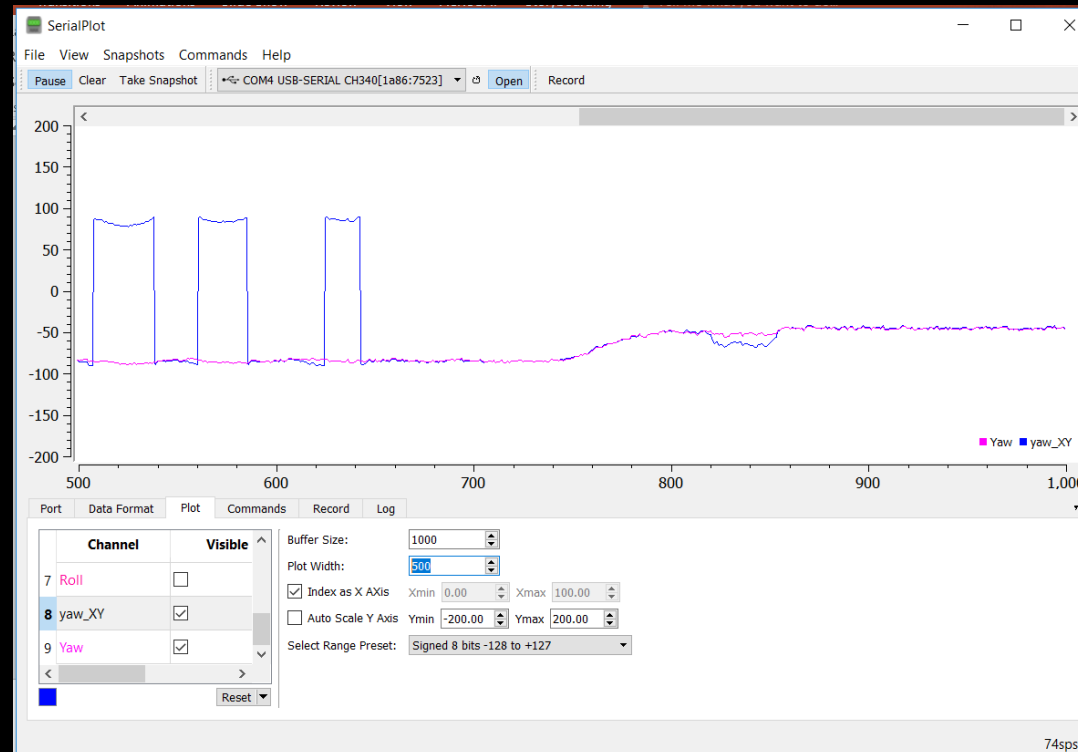 SerialPlot
File View Snapshots Commands Help
Pause Clear Take Snapshot COM4 USB-SERIAL CH340[1a86:7523] Open Record
200
150
100
50
0
-50
-100
-150
-200
Yaw yaw_XY
500 600 700 800 900 1,00
Port Data Format Plot Commands Record Log
Channel Visible
7 Roll
8 yaw_XY
9 Yaw
Reset
Buffer Size: 1000
Plot Width: 500
Index as X AXis Xmin 0.00 Xmax 100.00
Auto Scale Y Axis Ymin -200.00 Ymax 200.00
Select Range Preset: Signed 8 bits -128 to +127
74sps